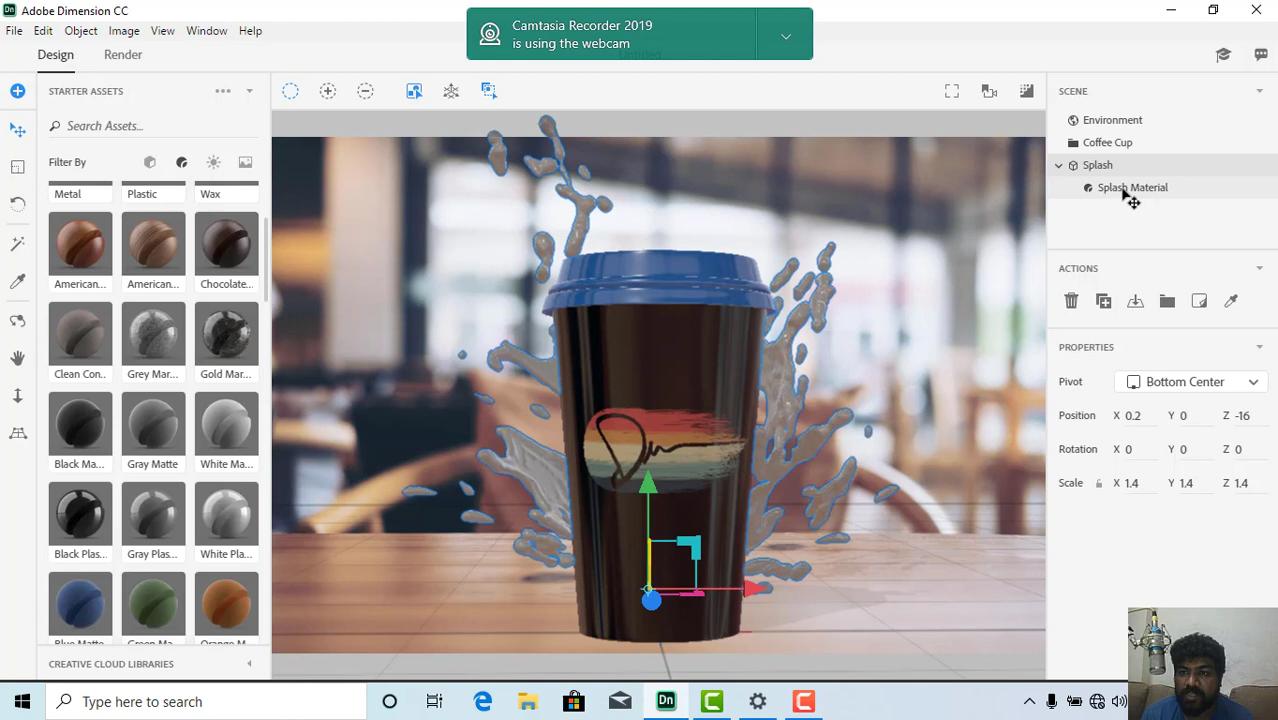 Dn Adobe Dimension CC
Camtasia Recorder 2019
is using the webcam
File Edit Object Image View Window Help
Design Render
STARTER ASSETS
Search Assets...
Filter By
Metal Plastic Wax
American... American... Chocolate...
Clean Con... Grey Mar... Gold Mar...
Black Ma... Gray Matte White Ma...
Black Plas... Gray Plas... White Pla...
CREATIVE CLOUD LIBRARIES
SCENE
Environment
Coffee Cup
Splash
Splash Material
ACTIONS
PROPERTIES
Pivot Bottom Center
Position X 0.2 Y 0 Z -16
Rotation X 0 Y 0 Z 0
Scale X 1.4 Y 1.4 Z 1.4
Type here to search
Dn